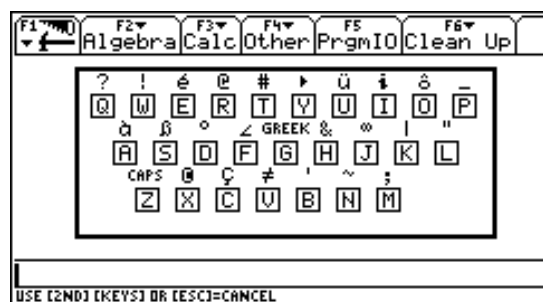 F1 F2 F3 F4 F5 F6
Algebra Calc Other PrgmIO Clean Up
? ! é @ # ▸ ü i ô _
Q W E R T Y U I O P
à β ° ∠ GREEK & ∞ | "
A S D F G H J K L
CAPS Ç ≠ ' ~ ;
Z X C V B N M
USE [2ND] [KEYS] OR [ESC]=CANCEL